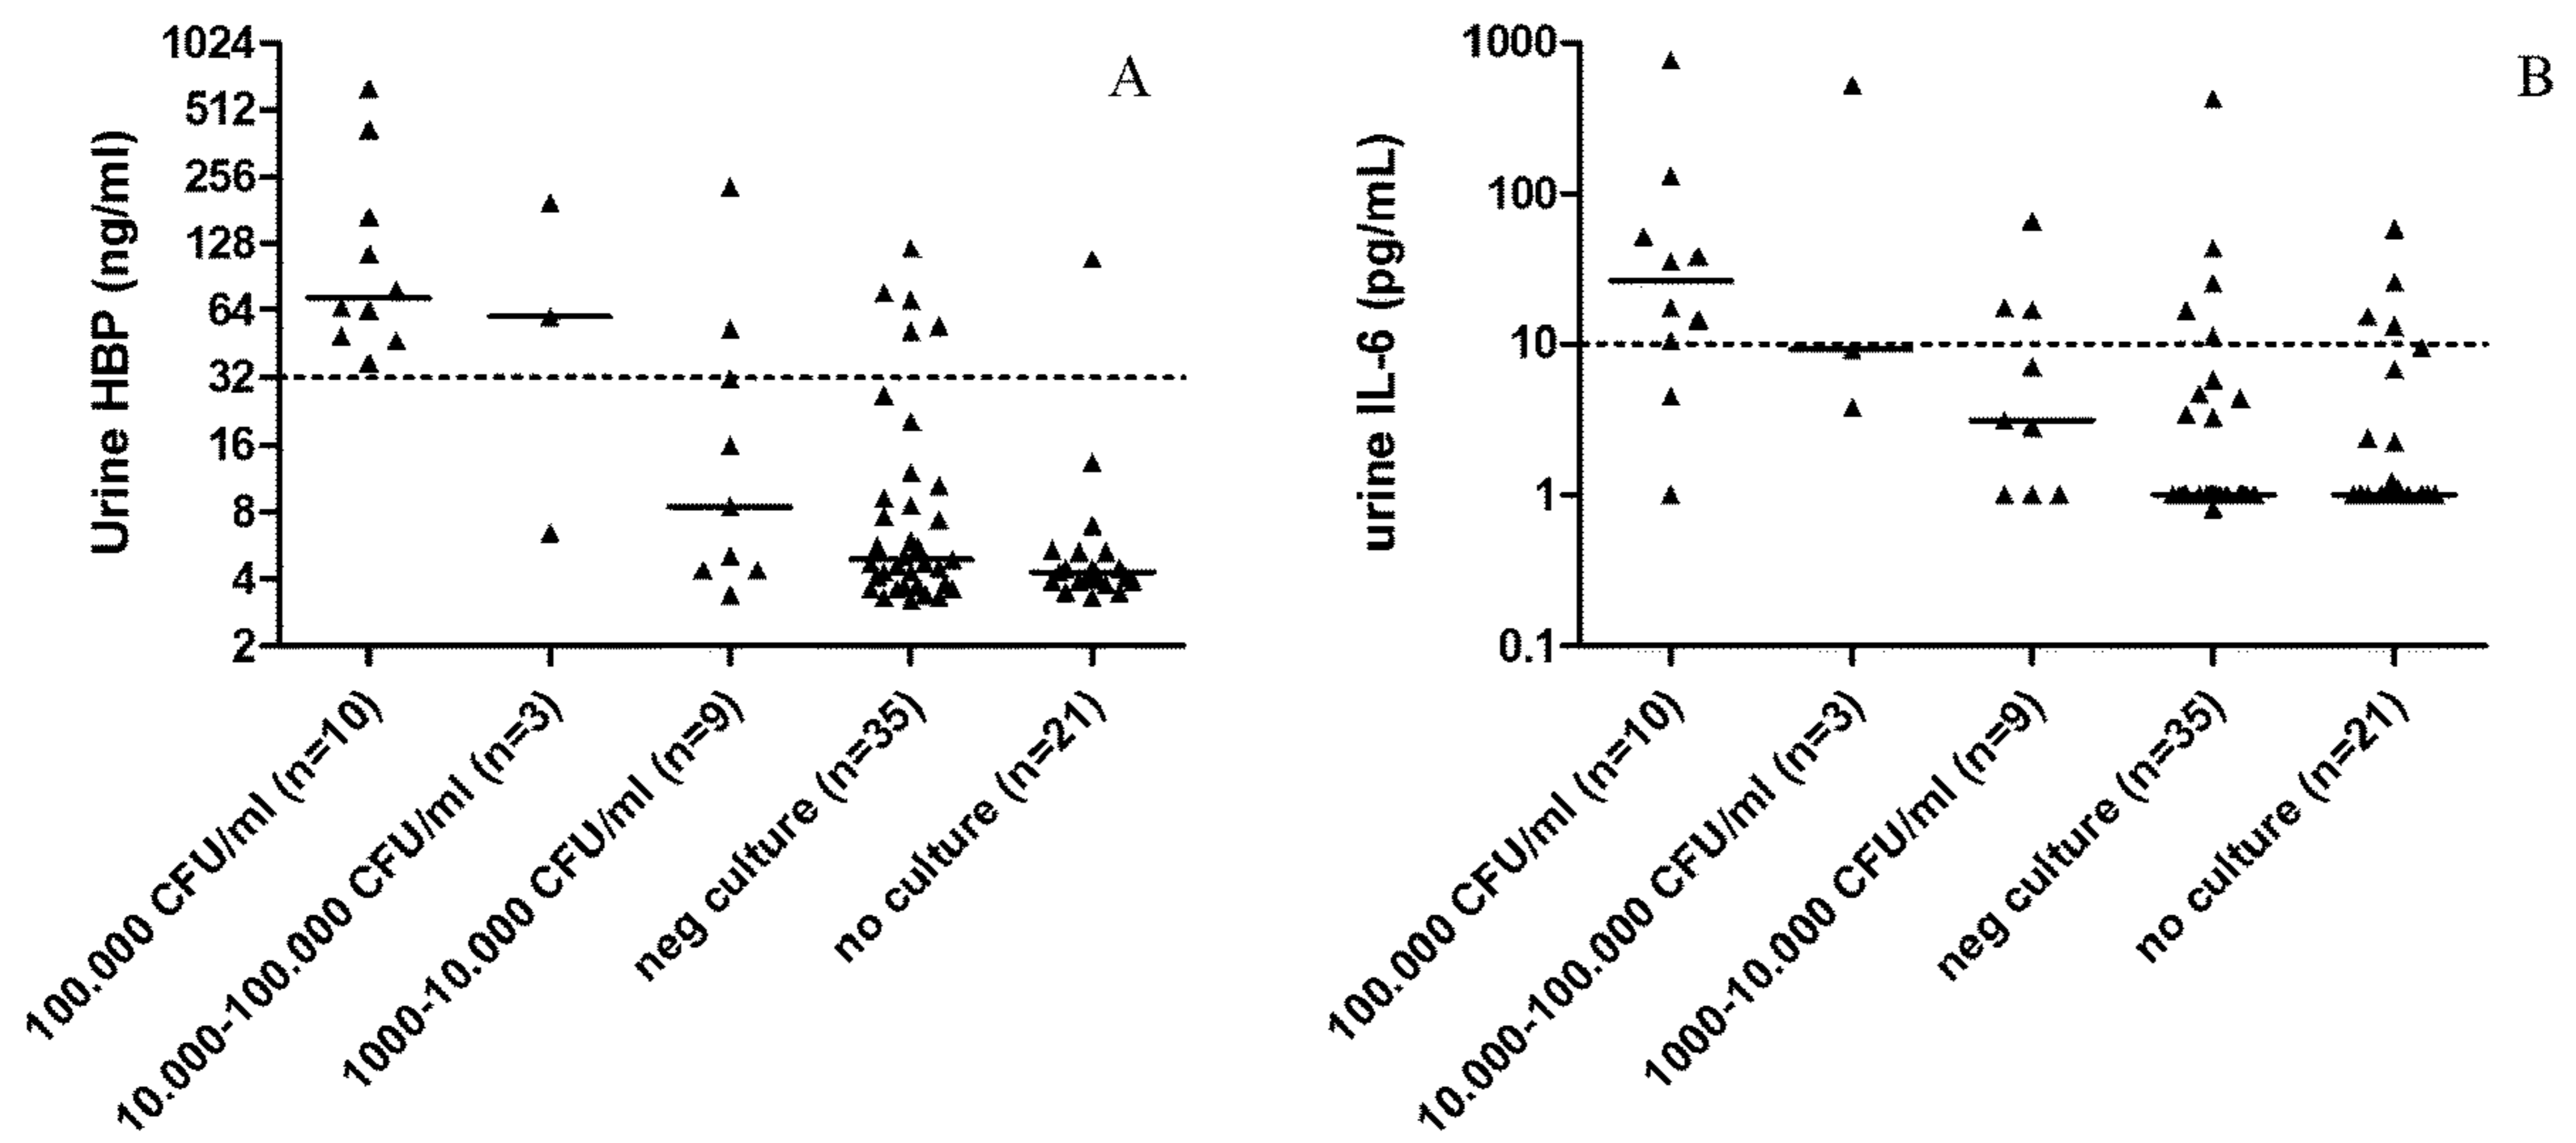 A
Urine HBP (ng/ml)
1024
512
256
128
64
32
16
8
4
2
100.000 CFU/ml (n=10)
10.000-100.000 CFU/ml (n=3)
1000-10.000 CFU/ml (n=9)
neg culture (n=35)
no culture (n=21)
B
urine IL-6 (pg/mL)
1000
100
10
1
0.1
100.000 CFU/ml (n=10)
10.000-100.000 CFU/ml (n=3)
1000-10.000 CFU/ml (n=9)
neg culture (n=35)
no culture (n=21)